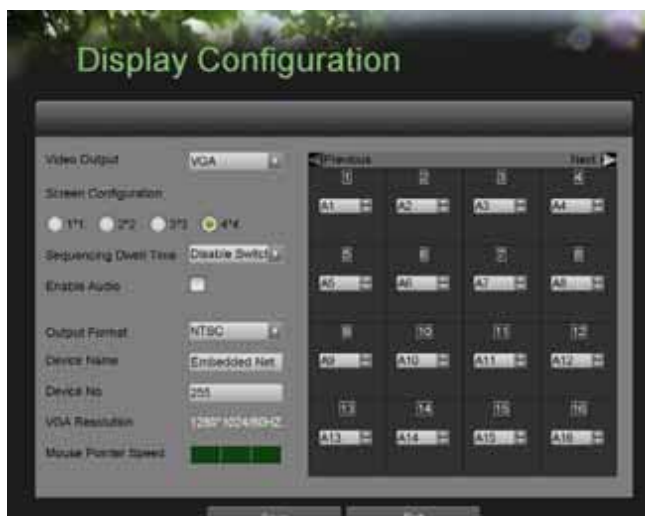 Display Configuration
Video Output VGA
Screen Configuration
1*1 2*2 3*3 4*4
Sequencing Dwell Time Disable Switch
Enable Audio
Output Format NTSC
Device Name Embedded Net
Device No 255
VGA Resolution 1280*1024/60HZ
Mouse Pointer Speed
Previous Next
1 2 3 4
A1 A2 A3 A4
5 6 7 8
A5 A6 A7 A8
9 10 11 12
A9 A10 A11 A12
13 14 15 16
A13 A14 A15 A16